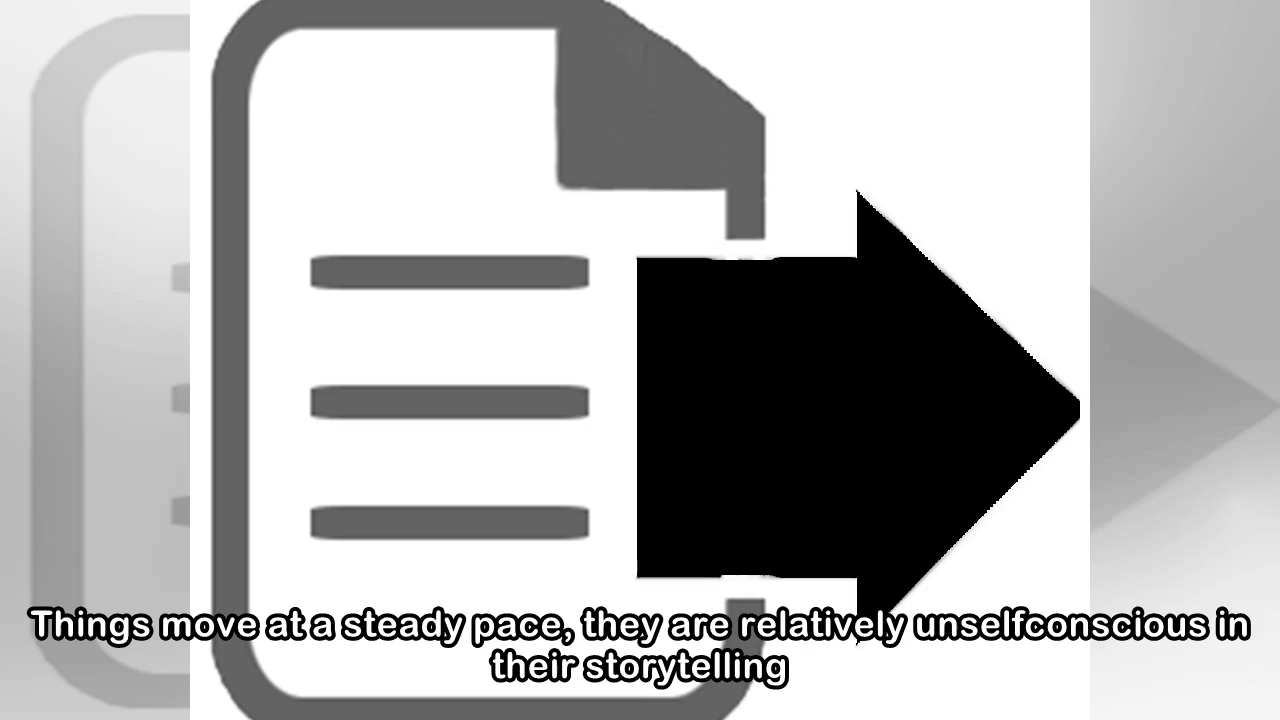 Things move at a steady pace, they are relatively unselfconscious in
their storytelling